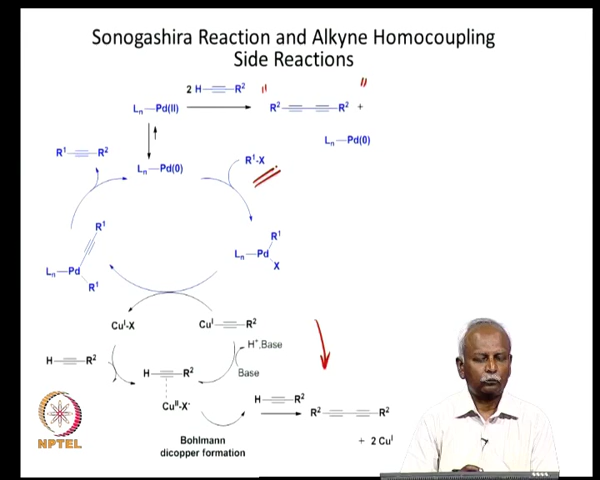 Sonogashira Reaction and Alkyne Homocoupling
Side Reactions
2 H≡R²
Lₙ—Pd(II)
R²≡≡R² +
Lₙ—Pd(0)
R¹≡R²
Lₙ—Pd(0)
R¹-X
R¹
Lₙ—Pd
R¹
R¹
Lₙ—Pd
X
Cuᴵ-X
Cuᴵ≡R²
H⁺,Base
H≡R²
H≡R²
Base
Cuᴵᴵ-X⁻
H≡R²
R²≡≡R²
+ 2 Cuᴵ
Bohlmann
dicopper formation
NPTEL